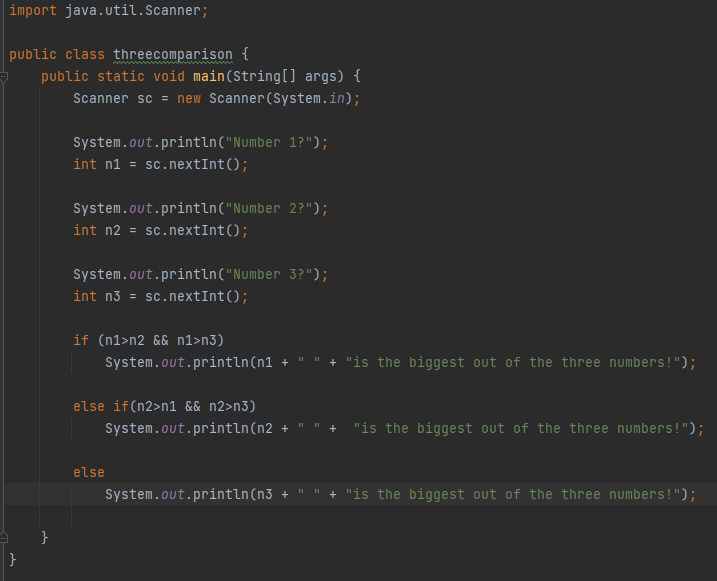 import java.util.Scanner;
public class threecomparison {
public static void main(String[] args) {
Scanner sc = new Scanner(System.in);
System.out.println("Number 1?");
int n1 = sc.nextInt();
System.out.println("Number 2?");
int n2 = sc.nextInt();
System.out.println("Number 3?");
int n3 = sc.nextInt();
if (n1>n2 && n1>n3)
System.out.println(n1 + " " + "is the biggest out of the three numbers!");
else if(n2>n1 && n2>n3)
System.out.println(n2 + " " +  "is the biggest out of the three numbers!");
else
System.out.println(n3 + " " + "is the biggest out of the three numbers!");
}
}